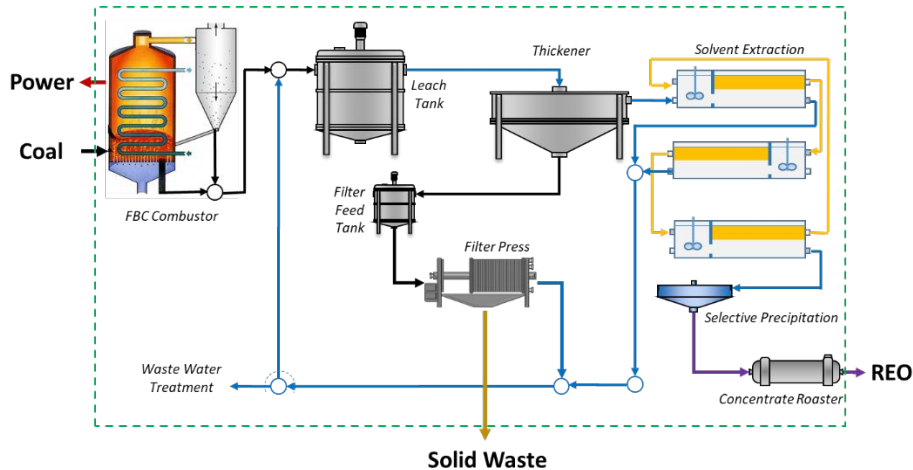 Power
Coal
FBC Combustor
Leach
Tank
Thickener
Solvent Extraction
Filter
Feed
Tank
Filter Press
Selective Precipitation
Waste Water
Treatment
Concentrate Roaster
REO
Solid Waste